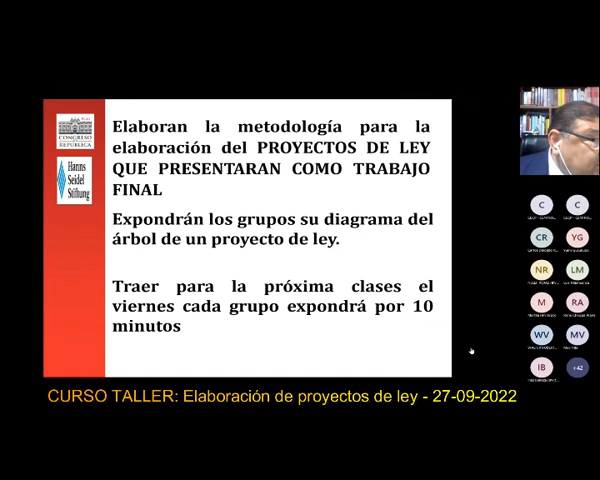 CONGRESO
REPÚBLICA
Hanns
Seidel
Stiftung
Elaboran la metodología para la
elaboración del PROYECTOS DE LEY
QUE PRESENTARAN COMO TRABAJO
FINAL
Expondrán los grupos su diagrama del
árbol de un proyecto de ley.
Traer para la próxima clases el
viernes cada grupo expondrá por 10
minutos
C
C
CR
YG
NR
LM
M
RA
WV
MV
IB
+42
CURSO TALLER: Elaboración de proyectos de ley - 27-09-2022